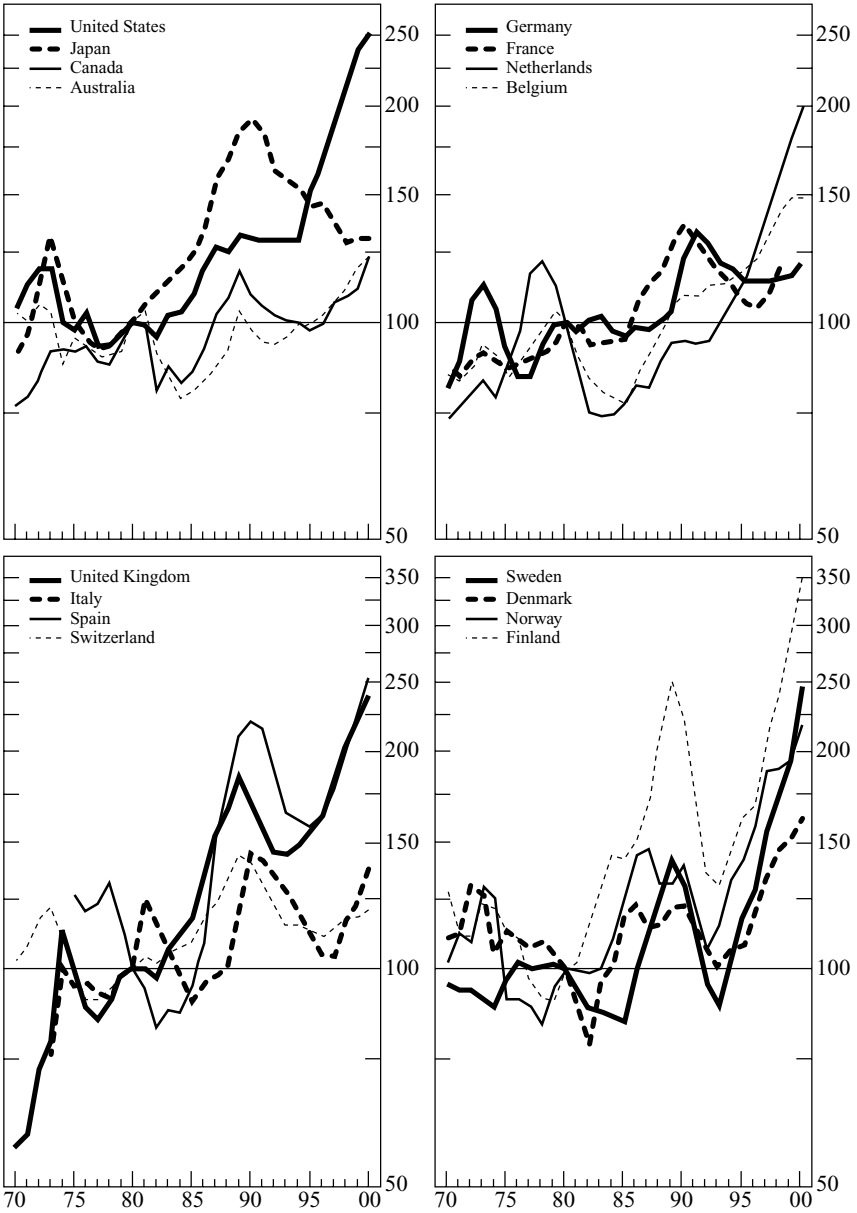 United States
Japan
Canada
Australia
250
200
150
100
50
Germany
France
Netherlands
Belgium
250
200
150
100
50
United Kingdom
Italy
Spain
Switzerland
350
300
250
200
150
100
50
70 75 80 85 90 95 00
Sweden
Denmark
Norway
Finland
350
300
250
200
150
100
50
70 75 80 85 90 95 00